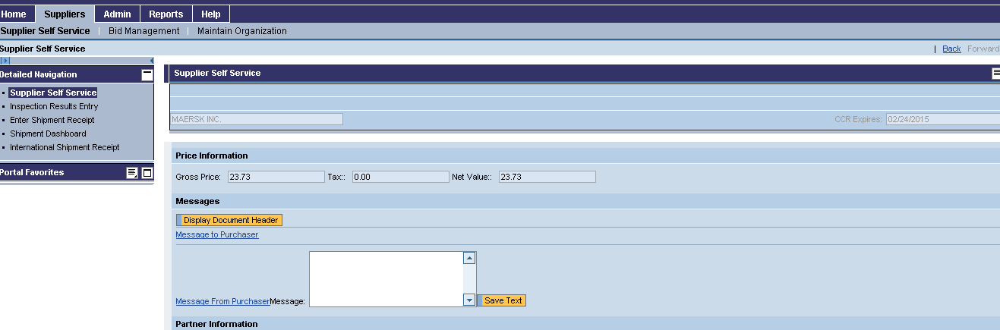 Home Suppliers Admin Reports Help
Supplier Self Service | Bid Management | Maintain Organization
Supplier Self Service | Back Forward
Detailed Navigation
Supplier Self Service
Inspection Results Entry
Enter Shipment Receipt
Shipment Dashboard
International Shipment Receipt
Portal Favorites
Supplier Self Service
MAERSK INC. CCR Expires: 02/24/2015
Price Information
Gross Price: 23.73 Tax:: 0.00 Net Value:: 23.73
Messages
Display Document Header
Message to Purchaser
Message From Purchaser Message: Save Text
Partner Information